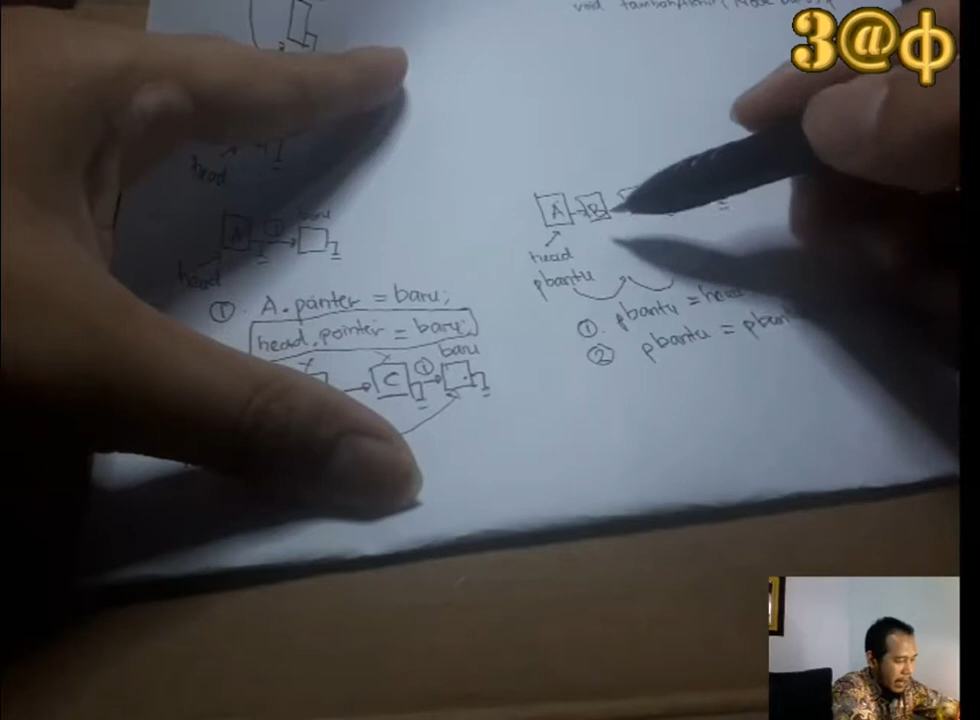 3@φ
void tambahAkhir( Node baru){
head
A baru
head
① A.pointer = baru;
head.pointer = baru;
C ① baru
A B
head
pbantu
① pbantu = head
② pbantu =